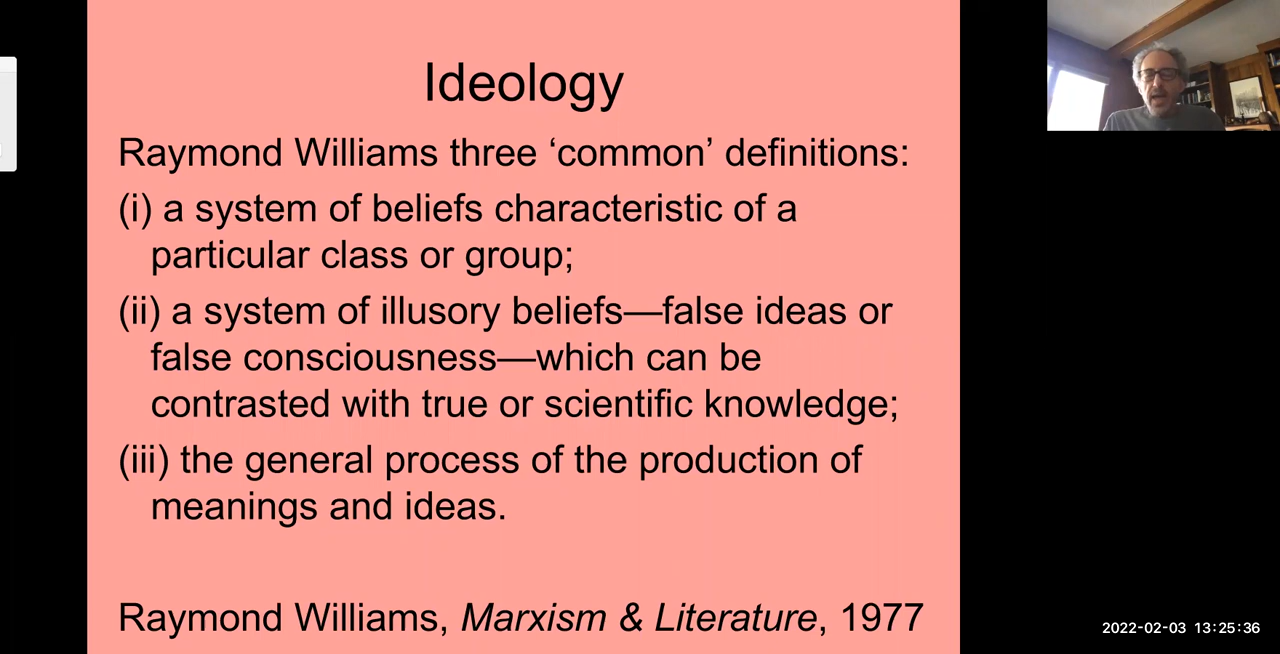 Ideology
Raymond Williams three ‘common’ definitions:
(i) a system of beliefs characteristic of a
particular class or group;
(ii) a system of illusory beliefs—false ideas or
false consciousness—which can be
contrasted with true or scientific knowledge;
(iii) the general process of the production of
meanings and ideas.
Raymond Williams, Marxism & Literature, 1977
2022-02-03 13:25:36